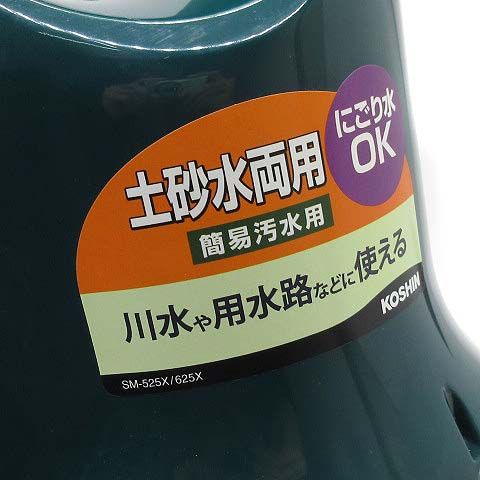 にごり水
OK
土砂水両用
簡易汚水用
川水や用水路などに使える
KOSHIN
SM-525X/625X